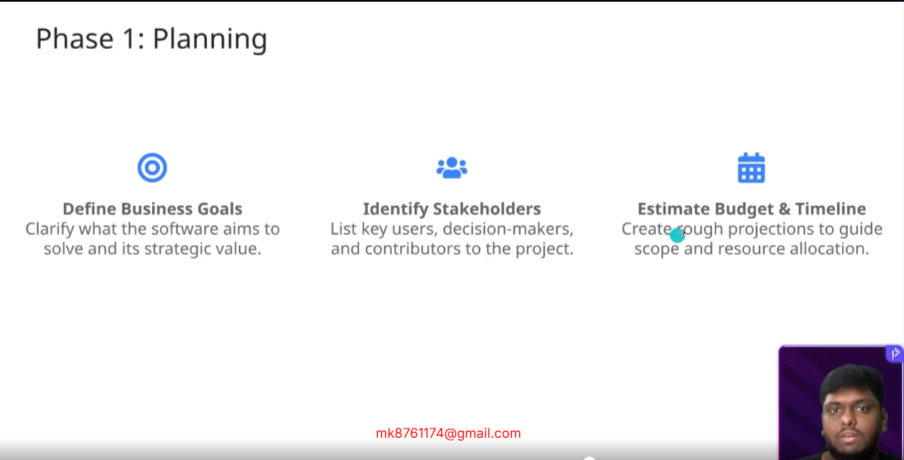 Phase 1: Planning
Define Business Goals
Clarify what the software aims to
solve and its strategic value.
Identify Stakeholders
List key users, decision-makers,
and contributors to the project.
Estimate Budget & Timeline
Create rough projections to guide
scope and resource allocation.
mk8761174@gmail.com